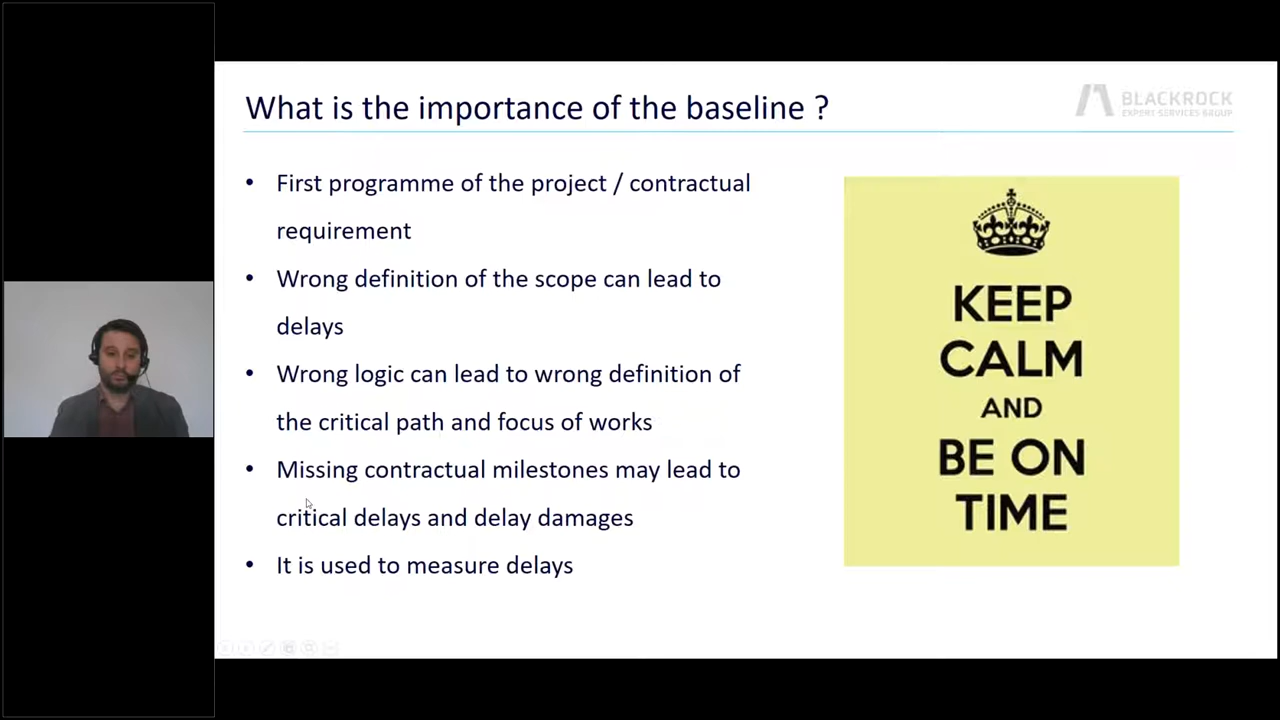 What is the importance of the baseline ?
BLACKROCK
EXPERT SERVICES GROUP
• First programme of the project / contractual
requirement
• Wrong definition of the scope can lead to
delays
• Wrong logic can lead to wrong definition of
the critical path and focus of works
• Missing contractual milestones may lead to
critical delays and delay damages
• It is used to measure delays
KEEP
CALM
AND
BE ON
TIME